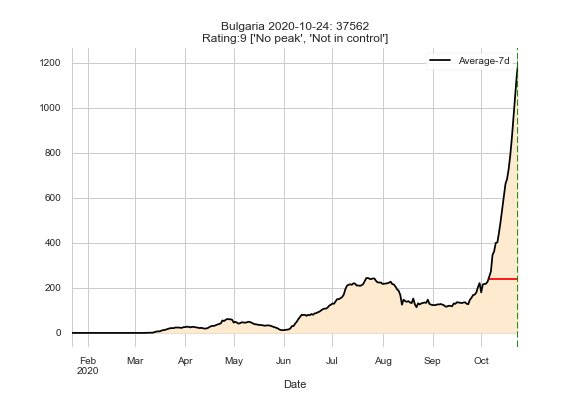 Bulgaria 2020-10-24: 37562
Rating:9 ['No peak', 'Not in control']
Average-7d
1200
1000
800
600
400
200
0
Feb Mar Apr May Jun Jul Aug Sep Oct
2020
Date